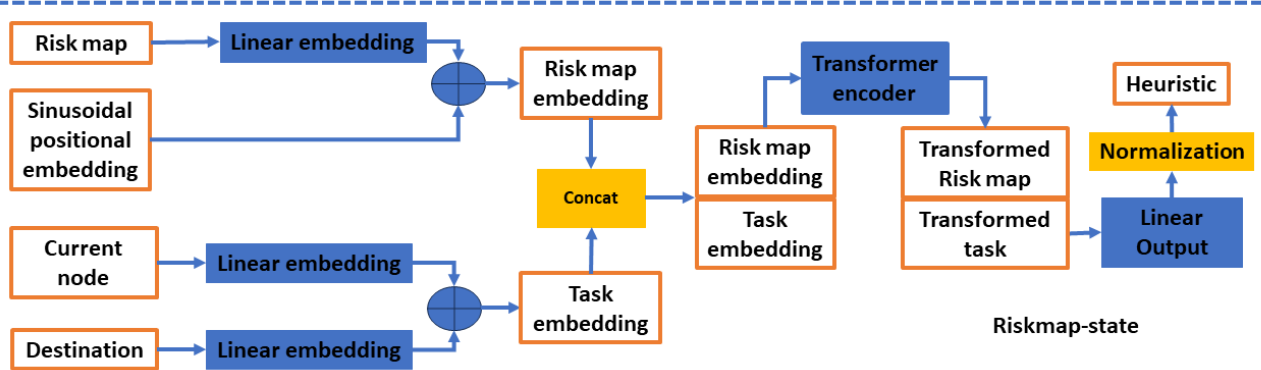 Risk map
Linear embedding
Sinusoidal
positional
embedding
Risk map
embedding
Concat
Current
node
Linear embedding
Destination
Linear embedding
Task
embedding
Risk map
embedding
Task
embedding
Transformer
encoder
Transformed
Risk map
Transformed
task
Heuristic
Normalization
Linear
Output
Riskmap-state